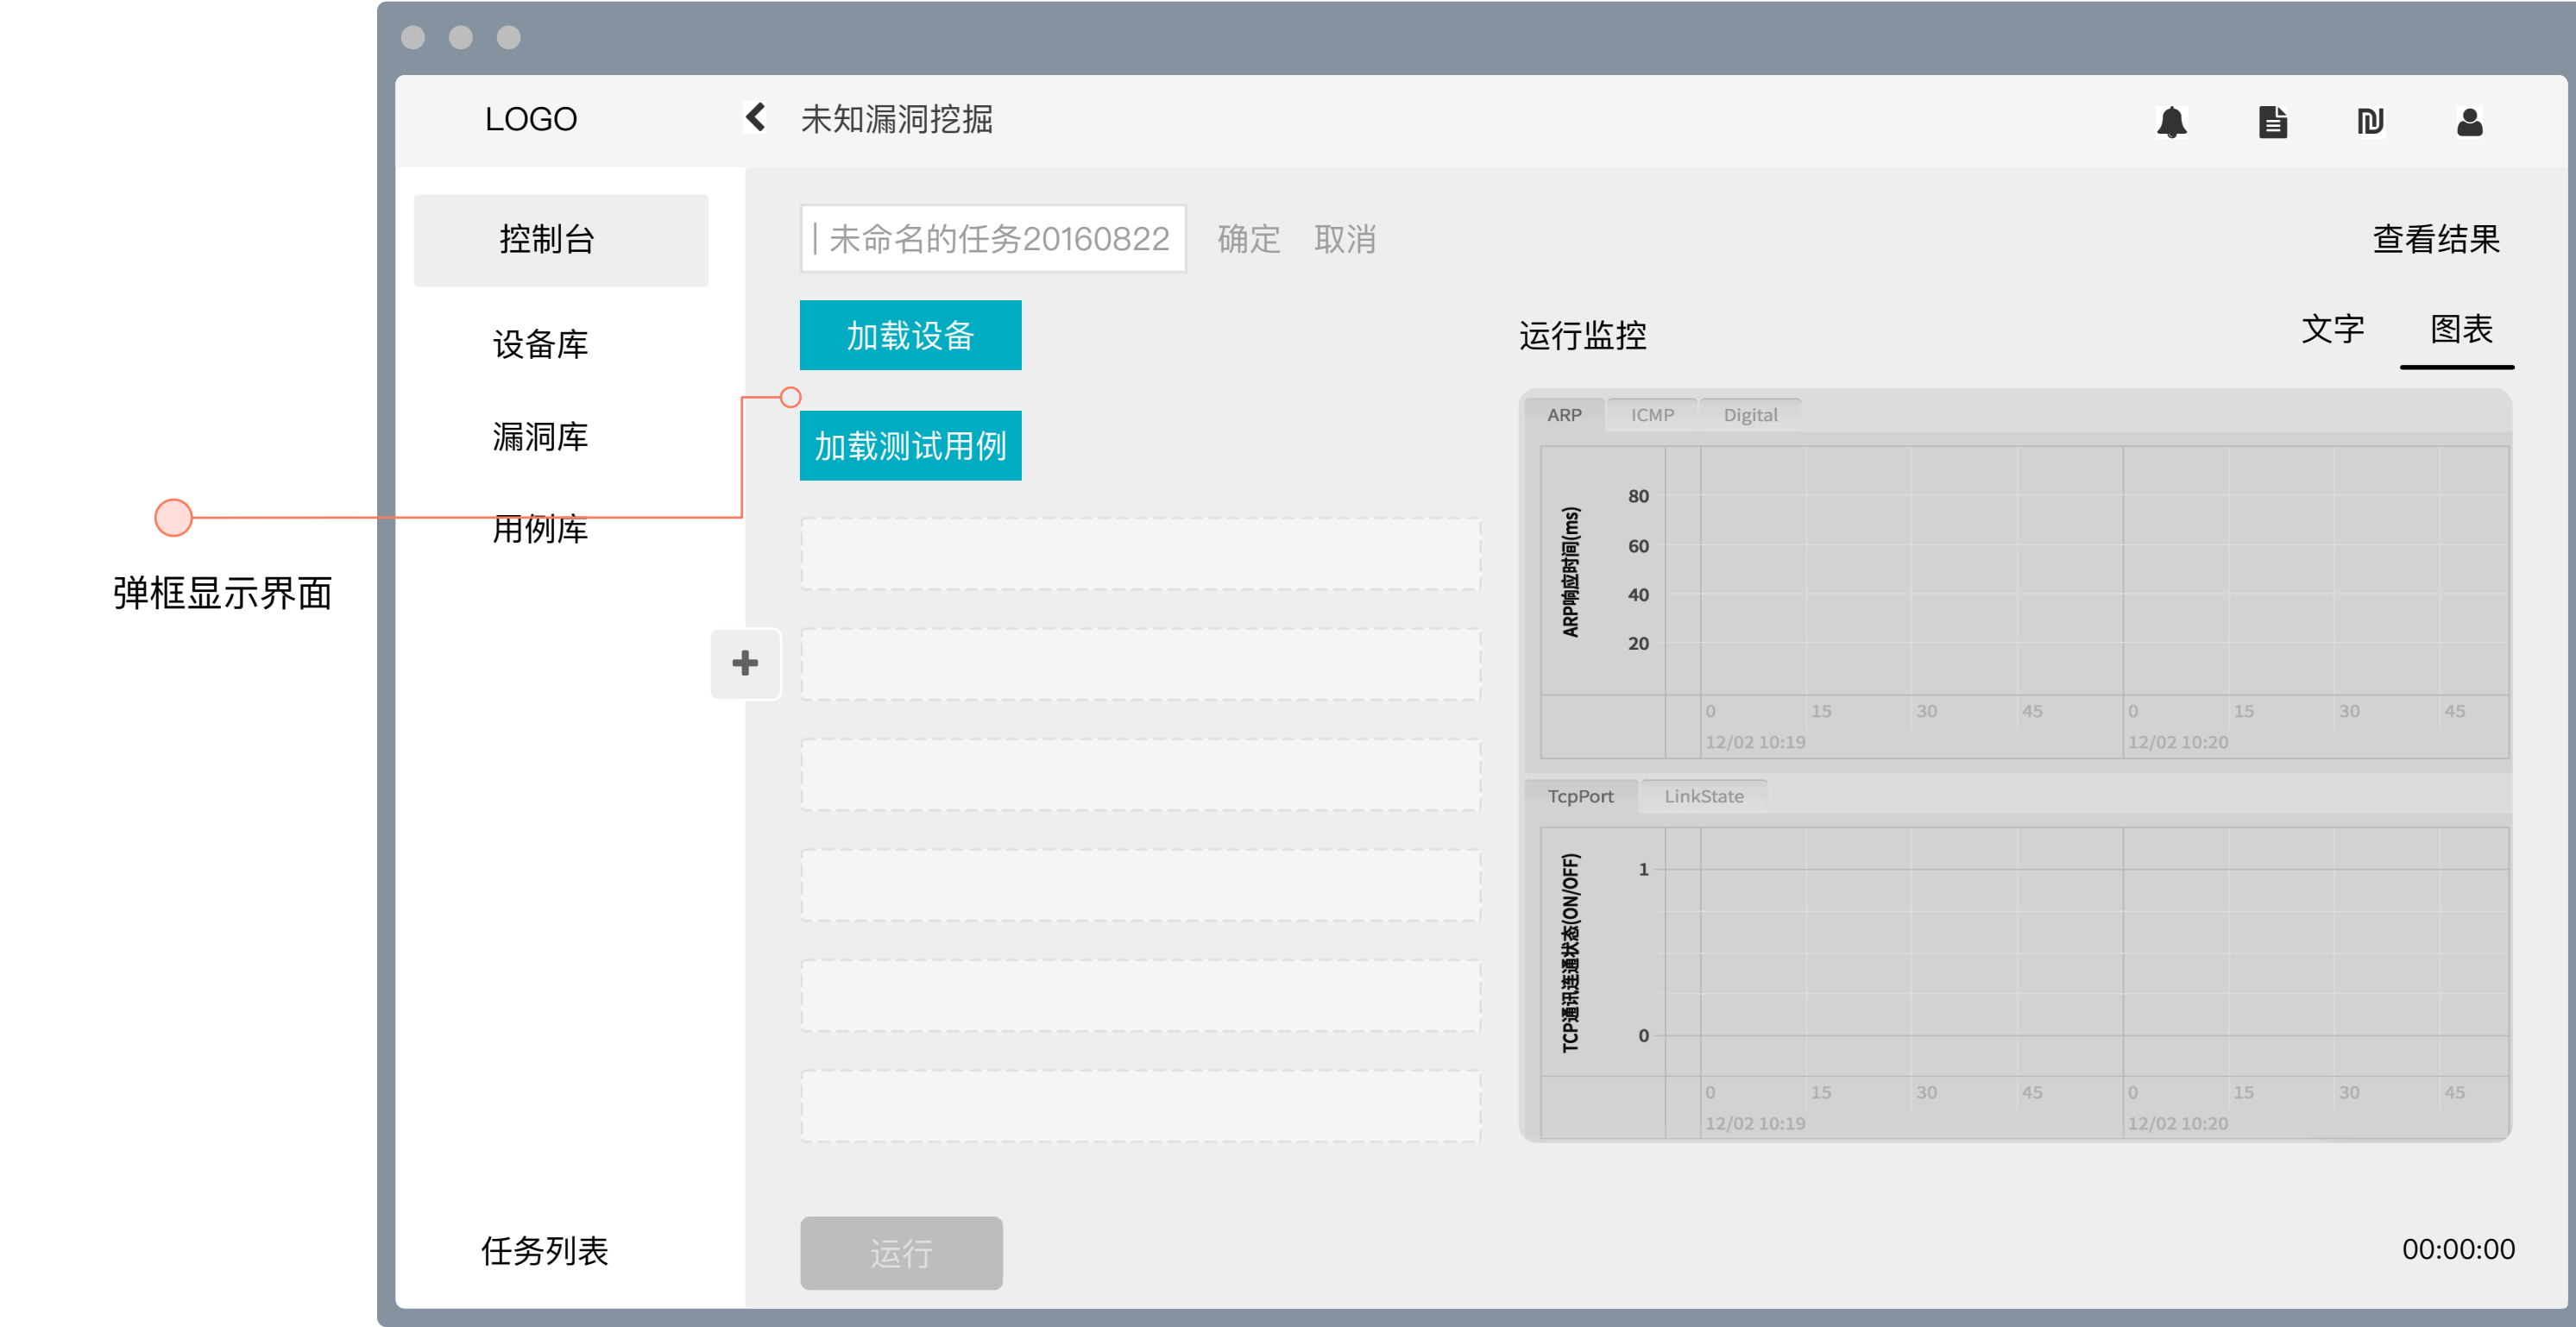 LOGO
未知漏洞挖掘
控制台
设备库
漏洞库
用例库
任务列表
弹框显示界面
未命名的任务20160822
确定 取消
查看结果
加载设备
加载测试用例
运行监控
文字 图表
ARP ICMP Digital
ARP响应时间(ms)
80
60
40
20
0 15 30 45 0 15 30 45
12/02 10:19 12/02 10:20
TcpPort LinkState
TCP通讯连通状态(ON/OFF)
1
0
0 15 30 45 0 15 30 45
12/02 10:19 12/02 10:20
运行
00:00:00